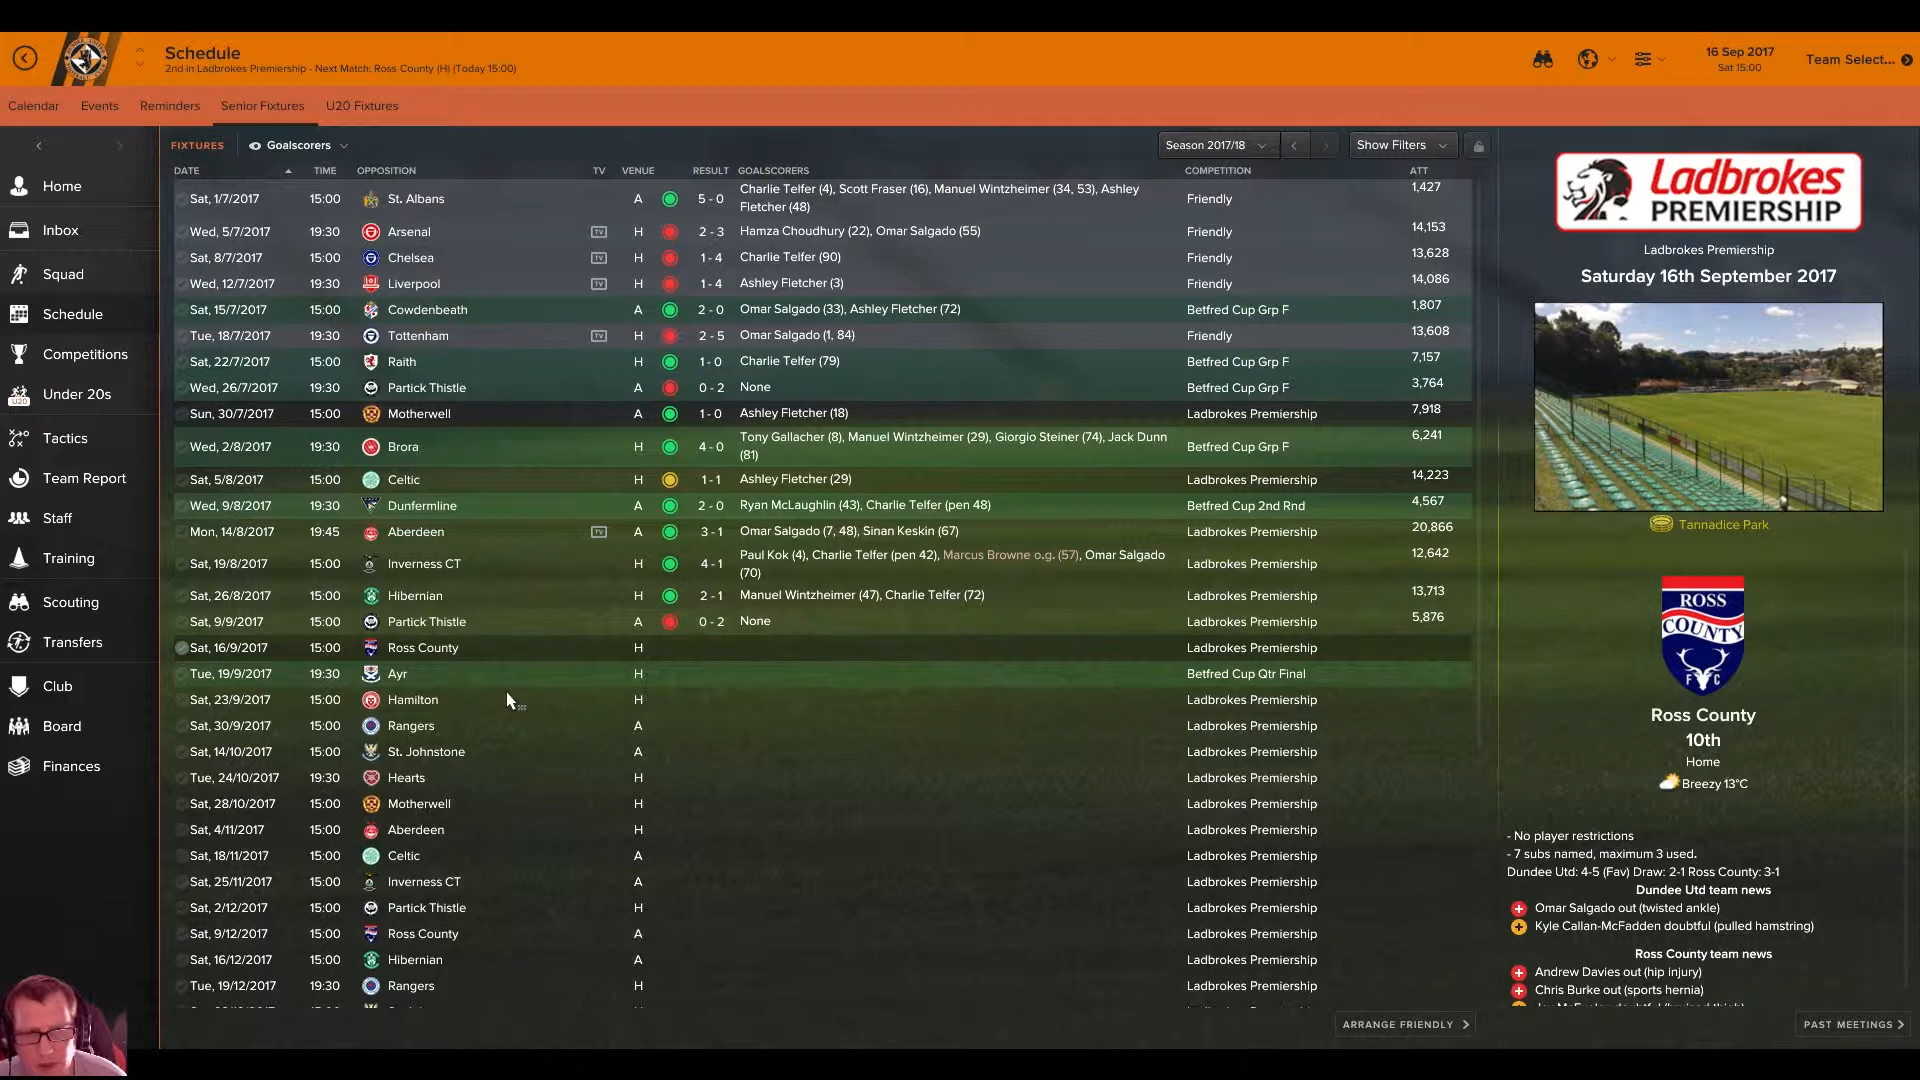 Schedule
2nd in Ladbrokes Premiership - Next Match: Ross County (H) (Today 15:00)
16 Sep 2017
Sat 15:00
Team Select...
Calendar Events Reminders Senior Fixtures U20 Fixtures
FIXTURES Goalscorers Season 2017/18 Show Filters
DATE TIME OPPOSITION TV VENUE RESULT GOALSCORERS COMPETITION ATT
Sat, 1/7/2017 15:00 St. Albans A 5 - 0 Charlie Telfer (4), Scott Fraser (16), Manuel Wintzheimer (34, 53), Ashley Friendly 1,427
Fletcher (48)
Wed, 5/7/2017 19:30 Arsenal TV H 2 - 3 Hamza Choudhury (22), Omar Salgado (55) Friendly 14,153
Sat, 8/7/2017 15:00 Chelsea TV H 1 - 4 Charlie Telfer (90) Friendly 13,628
Wed, 12/7/2017 19:30 Liverpool TV H 1 - 4 Ashley Fletcher (3) Friendly 14,086
Sat, 15/7/2017 15:00 Cowdenbeath A 2 - 0 Omar Salgado (33), Ashley Fletcher (72) Betfred Cup Grp F 1,807
Tue, 18/7/2017 19:30 Tottenham TV H 2 - 5 Omar Salgado (1, 84) Friendly 13,608
Sat, 22/7/2017 15:00 Raith H 1 - 0 Charlie Telfer (79) Betfred Cup Grp F 7,157
Wed, 26/7/2017 19:30 Partick Thistle A 0 - 2 None Betfred Cup Grp F 3,764
Sun, 30/7/2017 15:00 Motherwell A 1 - 0 Ashley Fletcher (18) Ladbrokes Premiership 7,918
Wed, 2/8/2017 19:30 Brora H 4 - 0 Tony Gallacher (8), Manuel Wintzheimer (29), Giorgio Steiner (74), Jack Dunn Betfred Cup Grp F 6,241
(81)
Sat, 5/8/2017 15:00 Celtic H 1 - 1 Ashley Fletcher (29) Ladbrokes Premiership 14,223
Wed, 9/8/2017 19:30 Dunfermline A 2 - 0 Ryan McLaughlin (43), Charlie Telfer (pen 48) Betfred Cup 2nd Rnd 4,567
Mon, 14/8/2017 19:45 Aberdeen TV A 3 - 1 Omar Salgado (7, 48), Sinan Keskin (67) Ladbrokes Premiership 20,866
Sat, 19/8/2017 15:00 Inverness CT H 4 - 1 Paul Kok (4), Charlie Telfer (pen 42), Marcus Browne o.g. (57), Omar Salgado Ladbrokes Premiership 12,642
(70)
Sat, 26/8/2017 15:00 Hibernian H 2 - 1 Manuel Wintzheimer (47), Charlie Telfer (72) Ladbrokes Premiership 13,713
Sat, 9/9/2017 15:00 Partick Thistle A 0 - 2 None Ladbrokes Premiership 5,876
Sat, 16/9/2017 15:00 Ross County H Ladbrokes Premiership
Tue, 19/9/2017 19:30 Ayr H Betfred Cup Qtr Final
Sat, 23/9/2017 15:00 Hamilton H Ladbrokes Premiership
Sat, 30/9/2017 15:00 Rangers A Ladbrokes Premiership
Sat, 14/10/2017 15:00 St. Johnstone A Ladbrokes Premiership
Tue, 24/10/2017 19:30 Hearts H Ladbrokes Premiership
Sat, 28/10/2017 15:00 Motherwell H Ladbrokes Premiership
Sat, 4/11/2017 15:00 Aberdeen H Ladbrokes Premiership
Sat, 18/11/2017 15:00 Celtic A Ladbrokes Premiership
Sat, 25/11/2017 15:00 Inverness CT A Ladbrokes Premiership
Sat, 2/12/2017 15:00 Partick Thistle H Ladbrokes Premiership
Sat, 9/12/2017 15:00 Ross County A Ladbrokes Premiership
Sat, 16/12/2017 15:00 Hibernian A Ladbrokes Premiership
Tue, 19/12/2017 19:30 Rangers H Ladbrokes Premiership
ARRANGE FRIENDLY
Home
Inbox
Squad
Schedule
Competitions
Under 20s
U20
Tactics
Team Report
Staff
Training
Scouting
Transfers
Club
Board
Finances
Ladbrokes
PREMIERSHIP
Ladbrokes Premiership
Saturday 16th September 2017
Tannadice Park
ROSS
COUNTY
F C
Ross County
10th
Home
Breezy 13°C
- No player restrictions
- 7 subs named, maximum 3 used.
Dundee Utd: 4-5 (Fav) Draw: 2-1 Ross County: 3-1
Dundee Utd team news
Omar Salgado out (twisted ankle)
Kyle Callan-McFadden doubtful (pulled hamstring)
Ross County team news
Andrew Davies out (hip injury)
Chris Burke out (sports hernia)
PAST MEETINGS